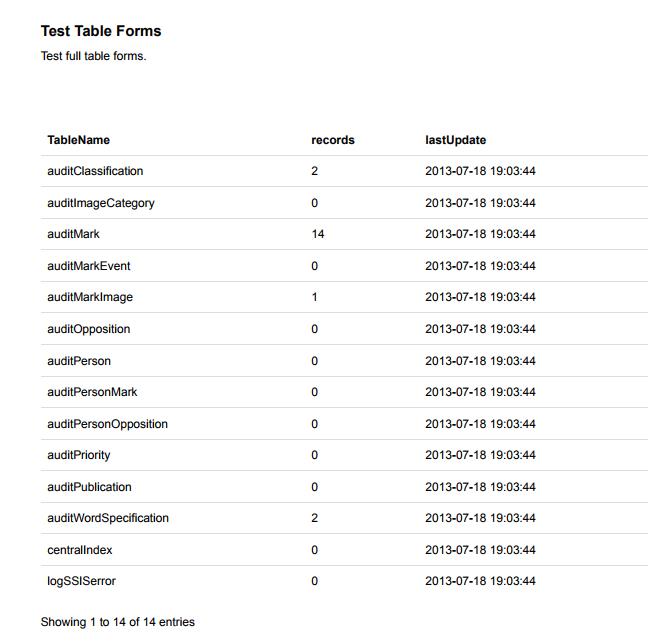 Test Table Forms
Test full table forms.
TableName records lastUpdate
auditClassification 2 2013-07-18 19:03:44
auditImageCategory 0 2013-07-18 19:03:44
auditMark 14 2013-07-18 19:03:44
auditMarkEvent 0 2013-07-18 19:03:44
auditMarkImage 1 2013-07-18 19:03:44
auditOpposition 0 2013-07-18 19:03:44
auditPerson 0 2013-07-18 19:03:44
auditPersonMark 0 2013-07-18 19:03:44
auditPersonOpposition 0 2013-07-18 19:03:44
auditPriority 0 2013-07-18 19:03:44
auditPublication 0 2013-07-18 19:03:44
auditWordSpecification 2 2013-07-18 19:03:44
centralIndex 0 2013-07-18 19:03:44
logSSISerror 0 2013-07-18 19:03:44
Showing 1 to 14 of 14 entries